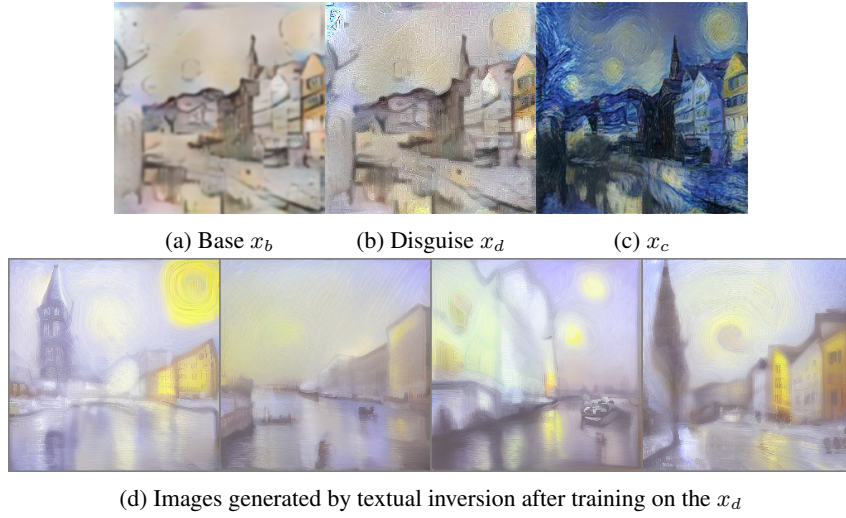 (a) Base x_b
(b) Disguise x_d
(c) x_c
(d) Images generated by textual inversion after training on the x_d